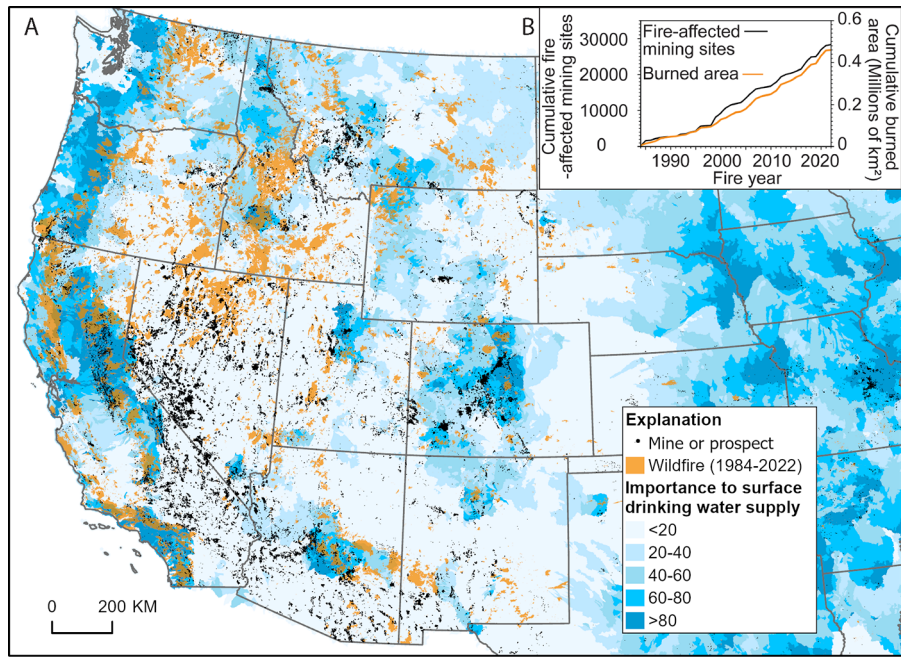 A
B
Cumulative fire
-affected mining sites
30000
20000
10000
0
Fire-affected
mining sites
Burned area
0.6
0.4
0.2
0
Cumulative burned
area (Millions of km²)
1990
2000
2010
2020
Fire year
Explanation
Mine or prospect
Wildfire (1984-2022)
Importance to surface
drinking water supply
<20
20-40
40-60
60-80
>80
0
200 KM